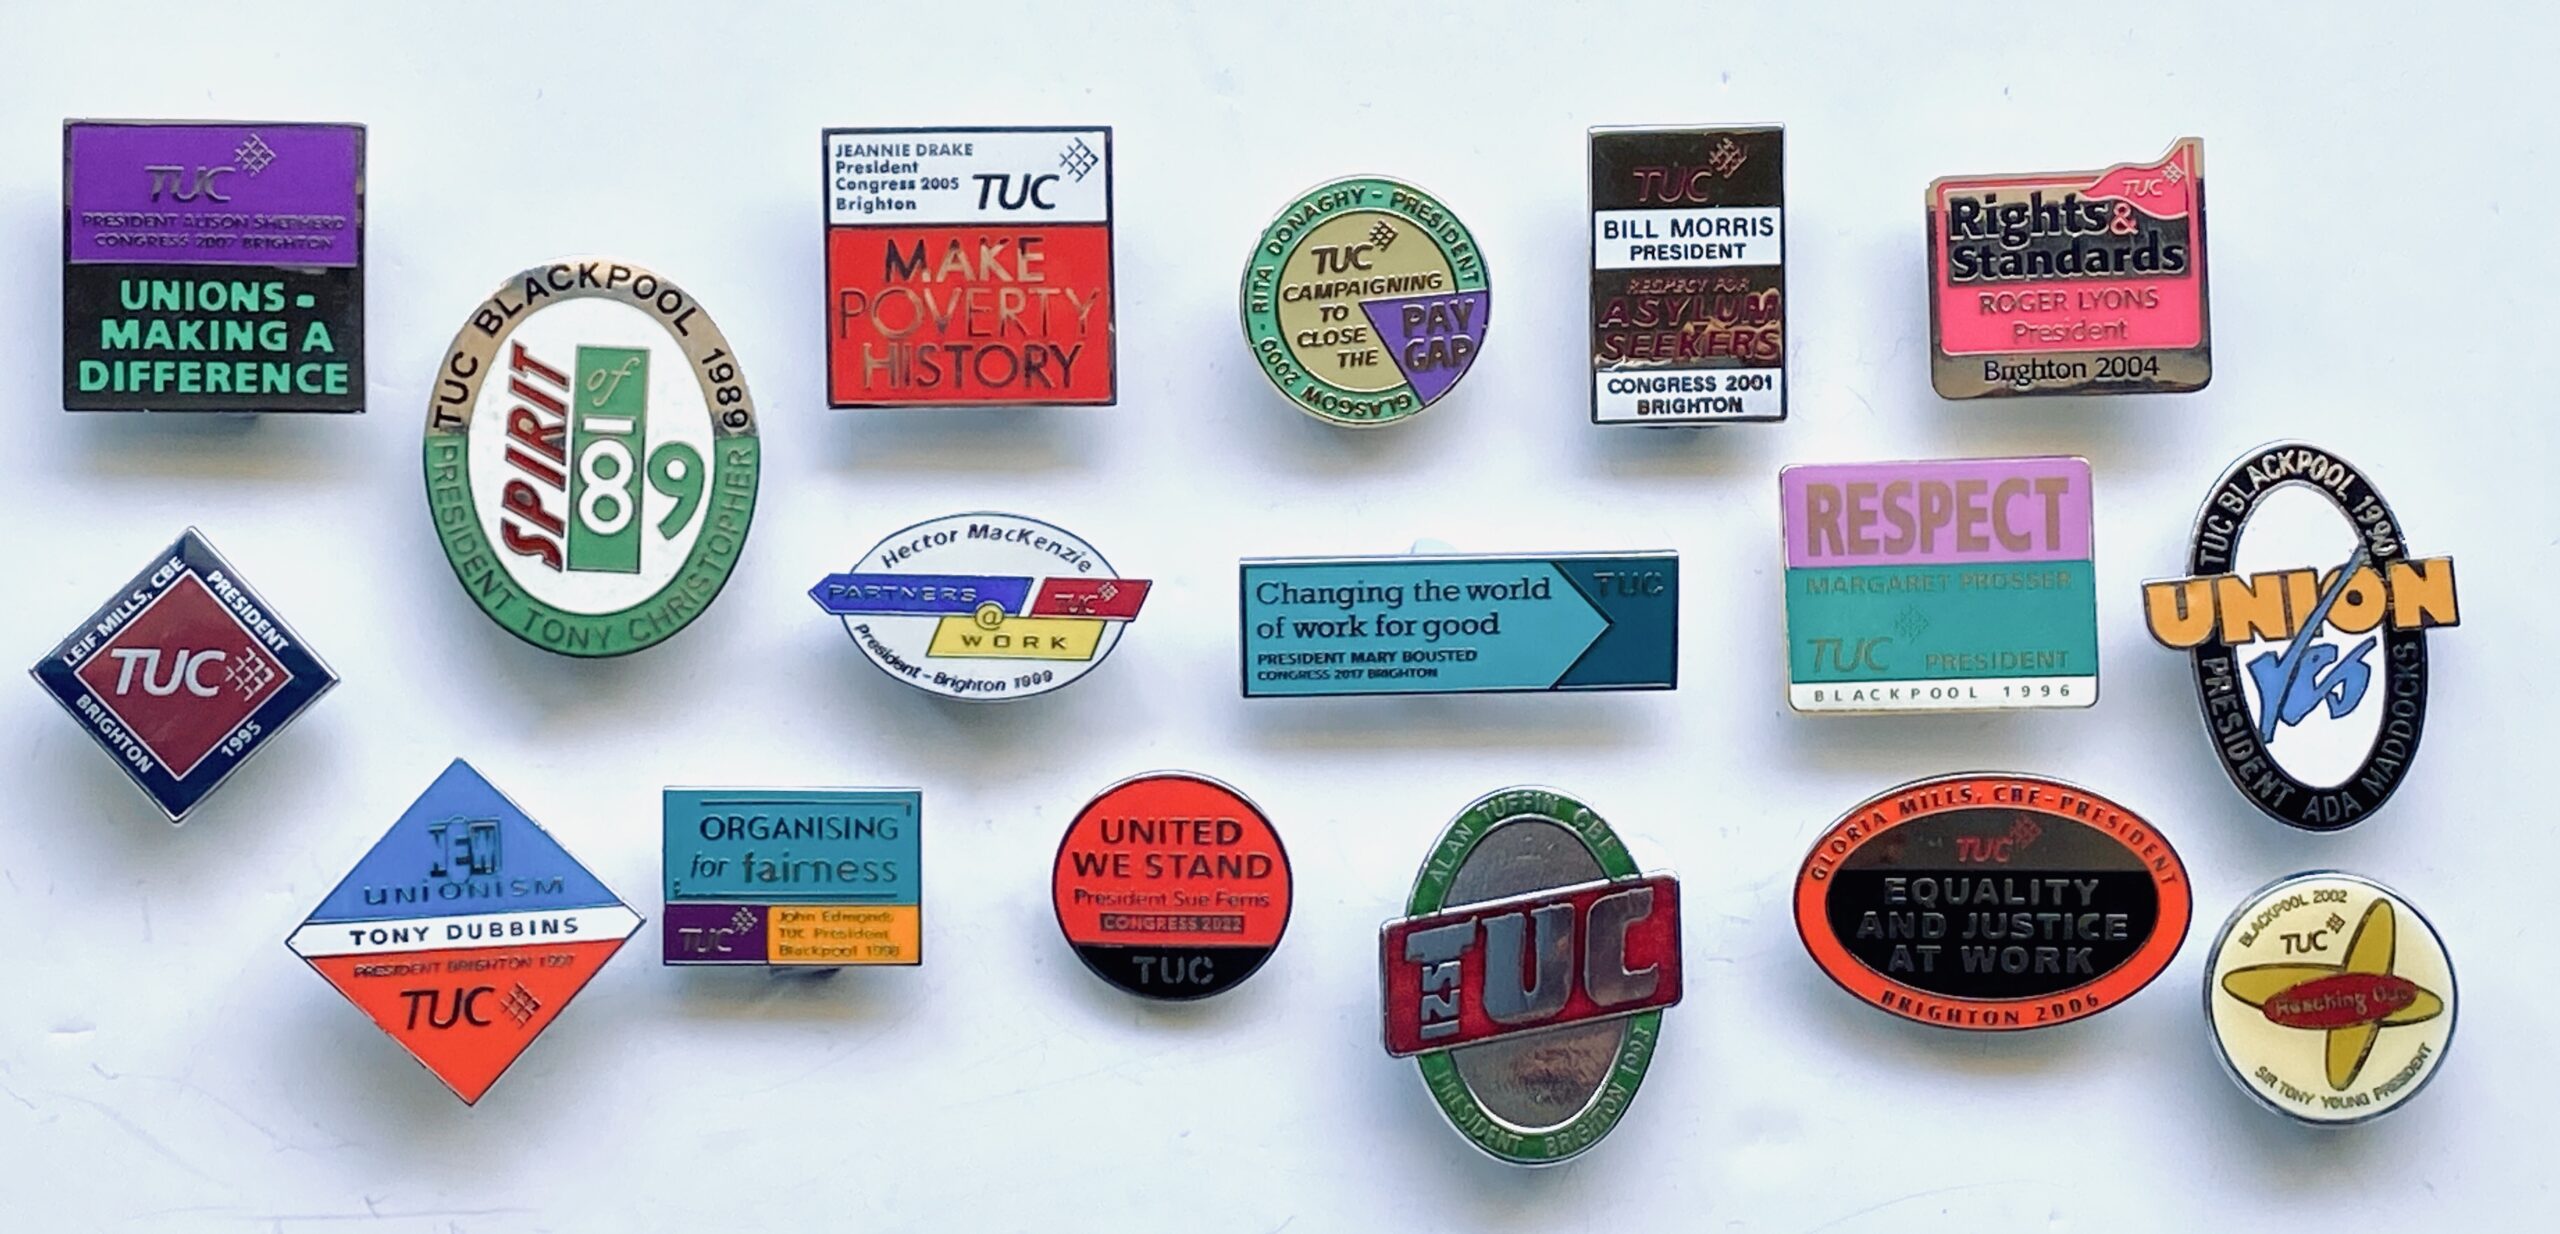 TUC
PRESIDENT ALISON SHEPHERD
CONGRESS 2007 BRIGHTON
UNIONS -
MAKING A
DIFFERENCE
TUC BLACKPOOL 1989
SPIRIT
of
89
PRESIDENT TONY CHRISTOPHER
JEANNIE DRAKE
President
Congress 2005
Brighton
TUC
MAKE
POVERTY
HISTORY
RITA DONAGHY - PRESIDENT
TUC
CAMPAIGNING
TO
CLOSE
THE
PAY
GAP
GLASGOW 2000
TUC
BILL MORRIS
PRESIDENT
RESPECT FOR
ASYLUM
SEEKERS
CONGRESS 2001
BRIGHTON
TUC
Rights &
Standards
ROGER LYONS
President
Brighton 2004
LEIF MILLS, CBE
PRESIDENT
TUC
BRIGHTON
1995
Hector MacKenzie
PARTNERS
TUC
@
WORK
President - Brighton 1999
Changing the world
of work for good
PRESIDENT MARY BOUSTED
CONGRESS 2017 BRIGHTON
TUC
RESPECT
MARGARET PROSSER
TUC PRESIDENT
BLACKPOOL 1996
TUC BLACKPOOL 1990
UNION
Yes
PRESIDENT ADA MADDOCKS
NEW
UNIONISM
TONY DUBBINS
PRESIDENT BRIGHTON 1997
TUC
ORGANISING
for fairness
TUC
John Edmonds
TUC President
Blackpool 1998
UNITED
WE STAND
President Sue Ferns
CONGRESS 2022
TUC
ALAN TUFFIN CBE
TUC
PRESIDENT BRIGHTON 1993
GLORIA MILLS, CBE-PRESIDENT
TUC
EQUALITY
AND JUSTICE
AT WORK
BRIGHTON 2006
BLACKPOOL 2002
TUC
Reaching Out
SIR TONY YOUNG PRESIDENT